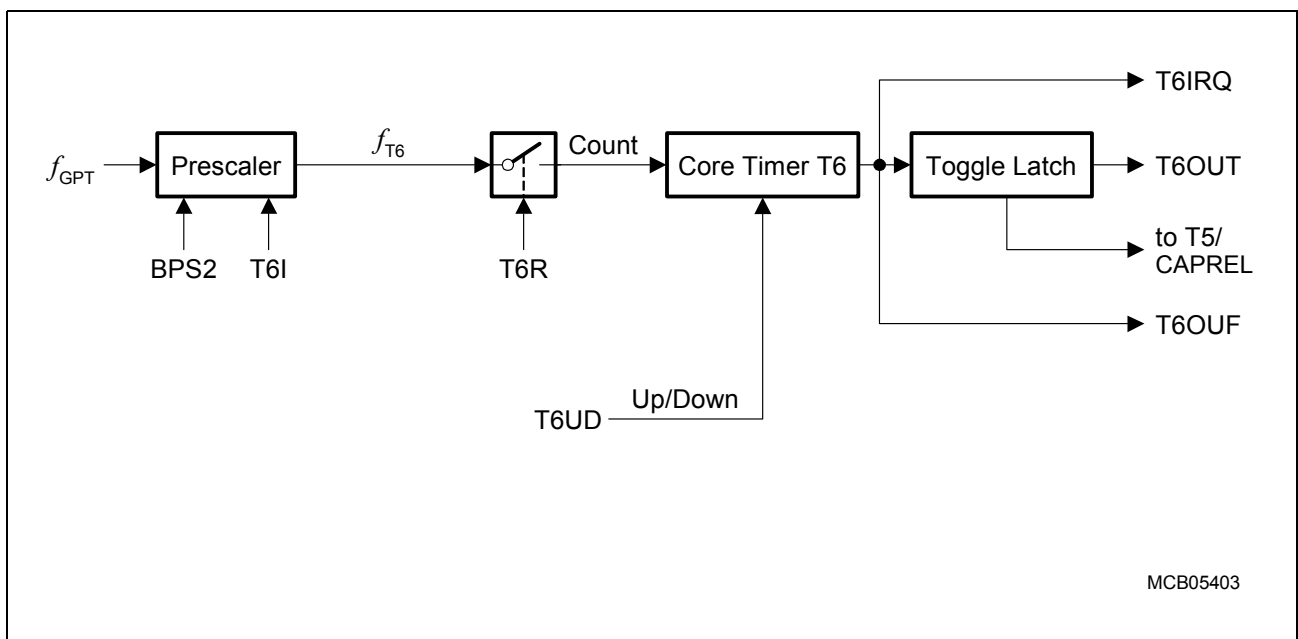 T6IRQ
f_GPT
Prescaler
f_T6
Count
Core Timer T6
Toggle Latch
T6OUT
BPS2
T6I
T6R
to T5/
CAPREL
T6OUF
T6UD
Up/Down
MCB05403